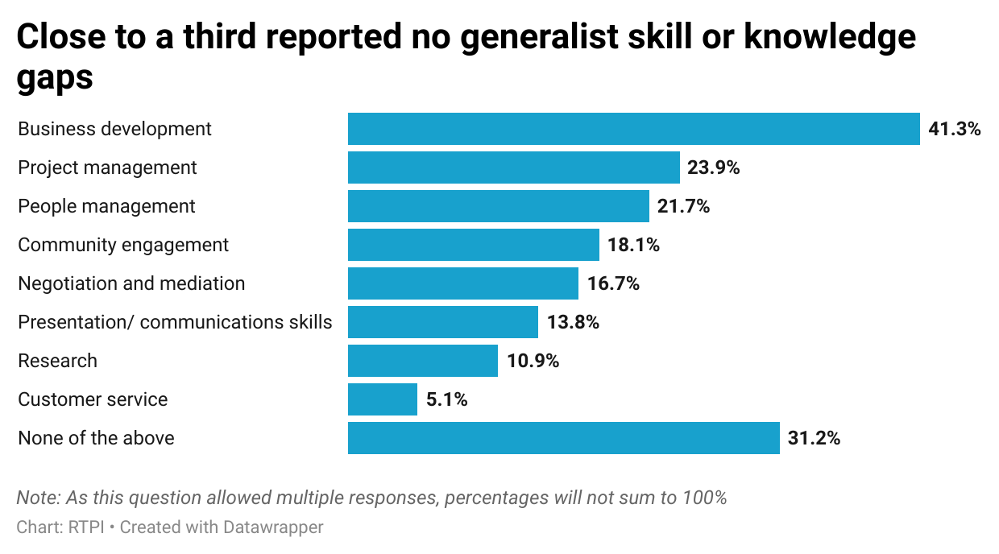 Close to a third reported no generalist skill or knowledge
gaps
Business development 41.3%
Project management 23.9%
People management 21.7%
Community engagement 18.1%
Negotiation and mediation 16.7%
Presentation/ communications skills 13.8%
Research 10.9%
Customer service 5.1%
None of the above 31.2%
Note: As this question allowed multiple responses, percentages will not sum to 100%
Chart: RTPI • Created with Datawrapper